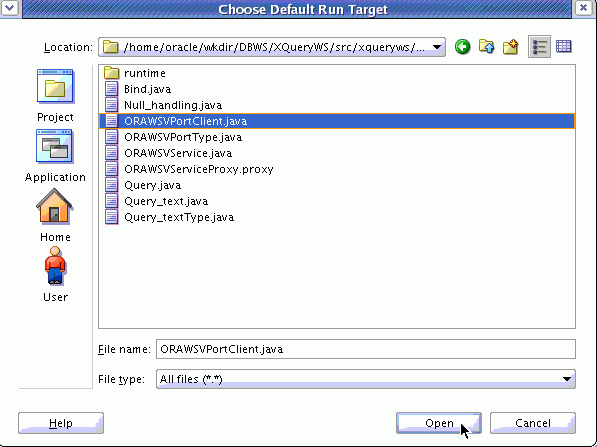 Choose Default Run Target
Location: /home/oracle/wkdir/DBWS/XQueryWS/src/xqueryws/...
Project
Application
Home
User
runtime
Bind.java
Null_handling.java
ORAWSVPortClient.java
ORAWSVPortType.java
ORAWSVService.java
ORAWSVServiceProxy.proxy
Query.java
Query_text.java
Query_textType.java
File name: ORAWSVPortClient.java
File type: All files (*.*)
Help
Open
Cancel